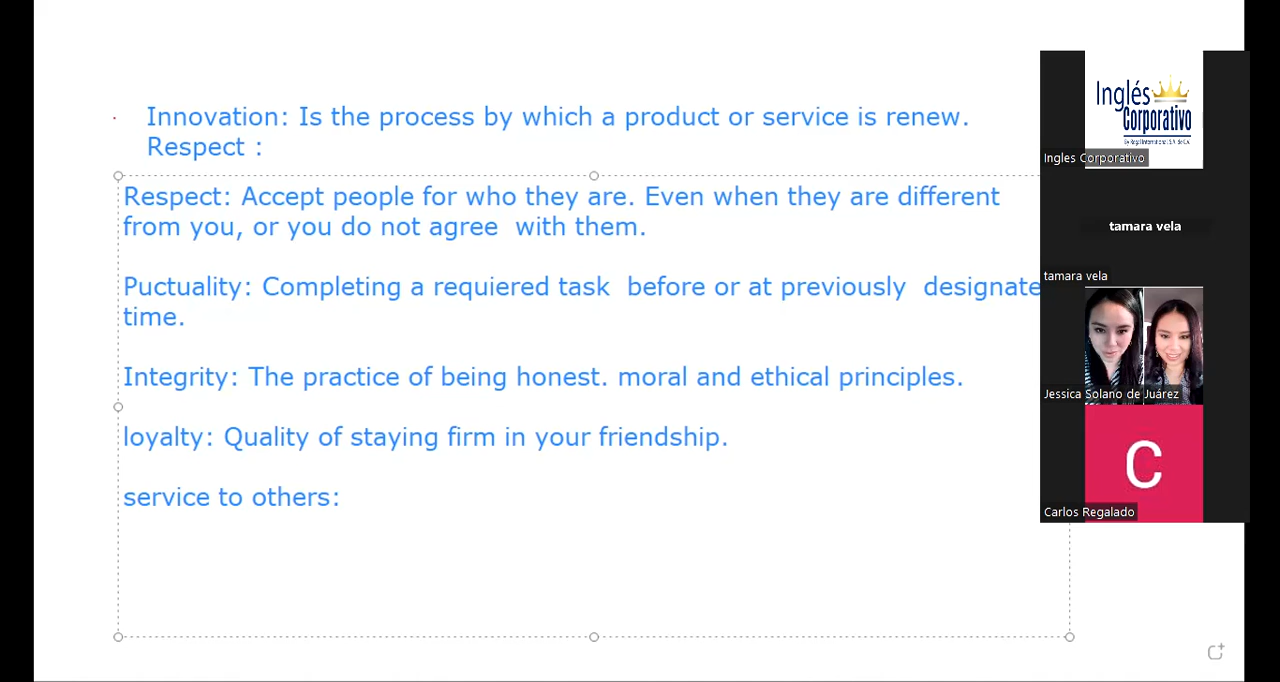 Innovation: Is the process by which a product or service is renew.
Respect :
Respect: Accept people for who they are. Even when they are different
from you, or you do not agree with them.
Puctuality: Completing a requiered task before or at previously designate
time.
Integrity: The practice of being honest. moral and ethical principles.
loyalty: Quality of staying firm in your friendship.
service to others:
Inglés
Corporativo
Ingles Corporativo
tamara vela
tamara vela
Jessica Solano de Juárez
C
Carlos Regalado